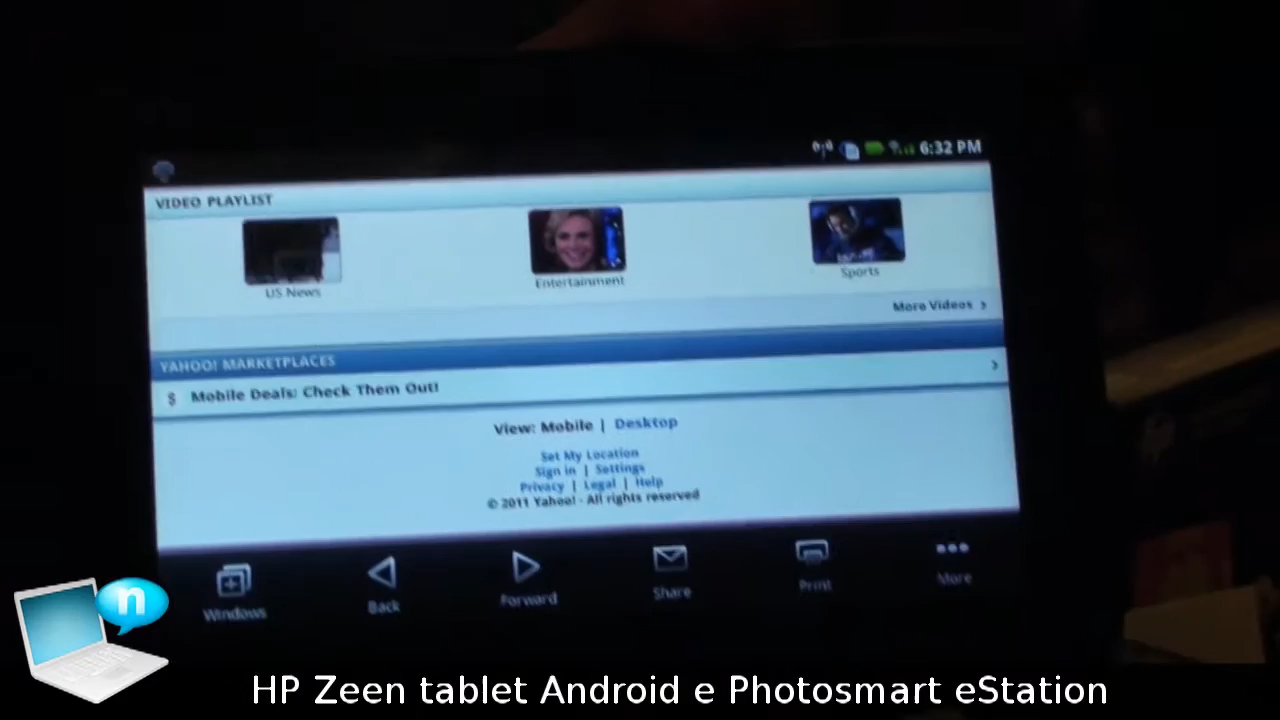 6:32 PM
VIDEO PLAYLIST
US News
Entertainment
Sports
More Videos >
YAHOO! MARKETPLACES
$ Mobile Deals: Check Them Out! >
View: Mobile | Desktop
Set My Location
Sign in | Settings
Privacy | Legal | Help
© 2011 Yahoo! - All rights reserved
Windows
Back
Forward
Share
Print
More
n
HP Zeen tablet Android e Photosmart eStation